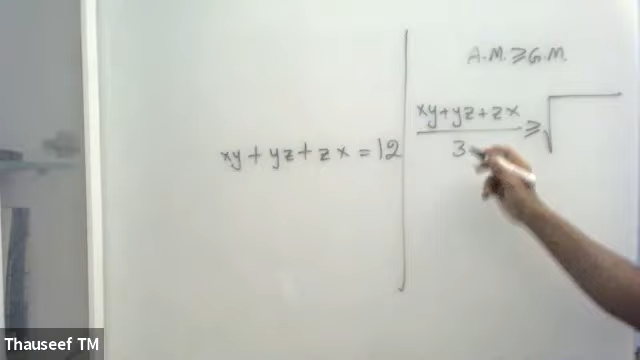 xy + yz + zx = 12
A.M. ⩾ G.M.
xy + yz + zx
3
⩾ √
Thauseef TM